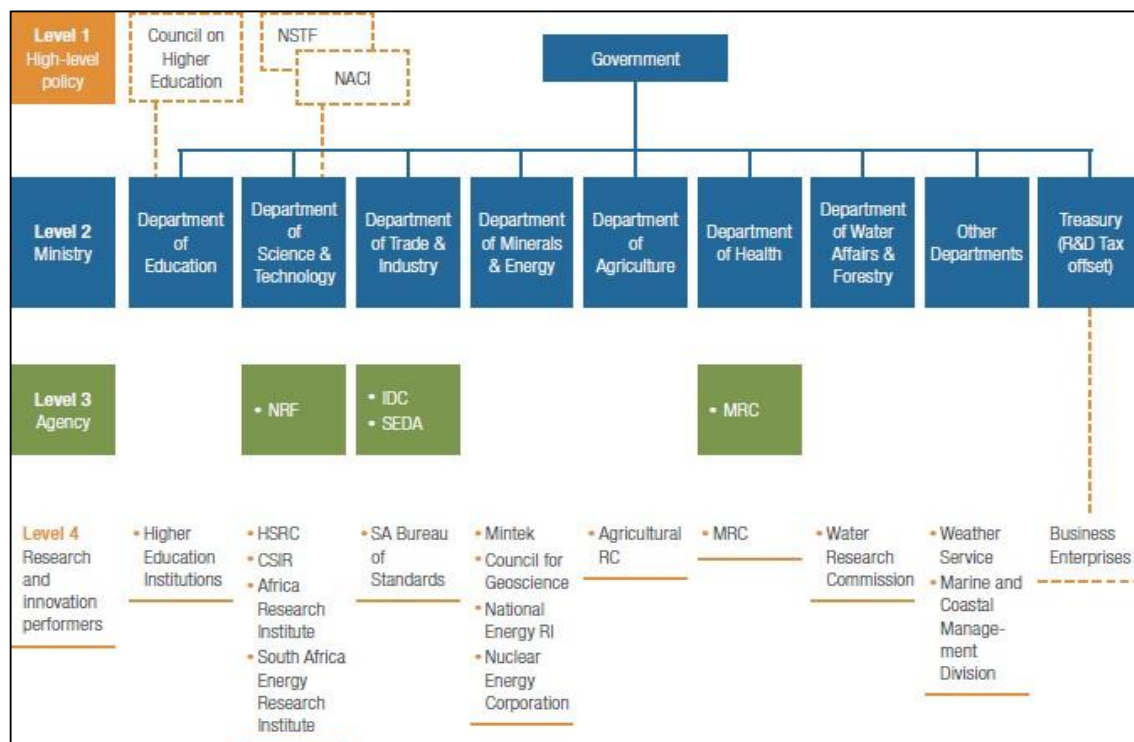 Level 1
High-level
policy
Council on
Higher
Education
NSTF
NACI
Government
Level 2
Ministry
Department
of
Education
Department
of
Science &
Technology
Department
of Trade &
Industry
Department
of Minerals
& Energy
Department
of
Agriculture
Department
of Health
Department
of Water
Affairs &
Forestry
Other
Departments
Treasury
(R&D Tax
offset)
Level 3
Agency
• NRF
• IDC
• SEDA
• MRC
Level 4
Research
and
innovation
performers
• Higher
Education
Institutions
• HSRC
• CSIR
• Africa
Research
Institute
• South Africa
Energy
Research
Institute
• SA Bureau
of
Standards
• Mintek
• Council for
Geoscience
• National
Energy RI
• Nuclear
Energy
Corporation
• Agricultural
RC
• MRC
• Water
Research
Commission
• Weather
Service
• Marine and
Coastal
Manage-
ment
Division
Business
Enterprises